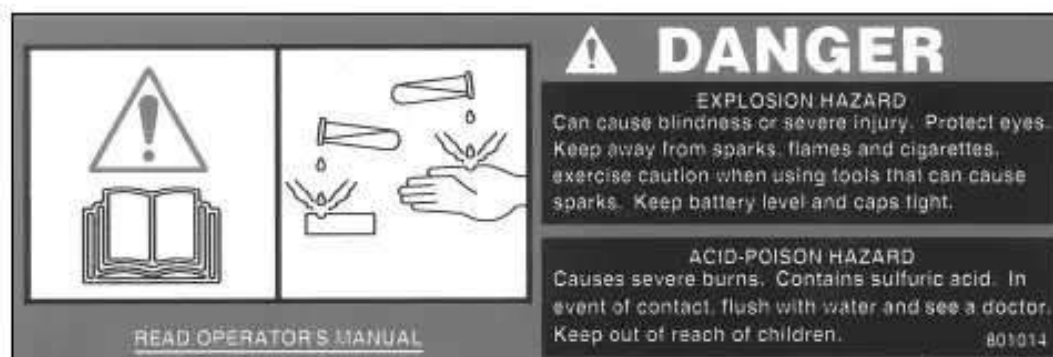 READ OPERATOR'S MANUAL
DANGER
EXPLOSION HAZARD
Can cause blindness or severe injury. Protect eyes.
Keep away from sparks, flames and cigarettes,
exercise caution when using tools that can cause
sparks. Keep battery level and caps tight.
ACID-POISON HAZARD
Causes severe burns. Contains sulfuric acid. In
event of contact, flush with water and see a doctor.
Keep out of reach of children.
801014